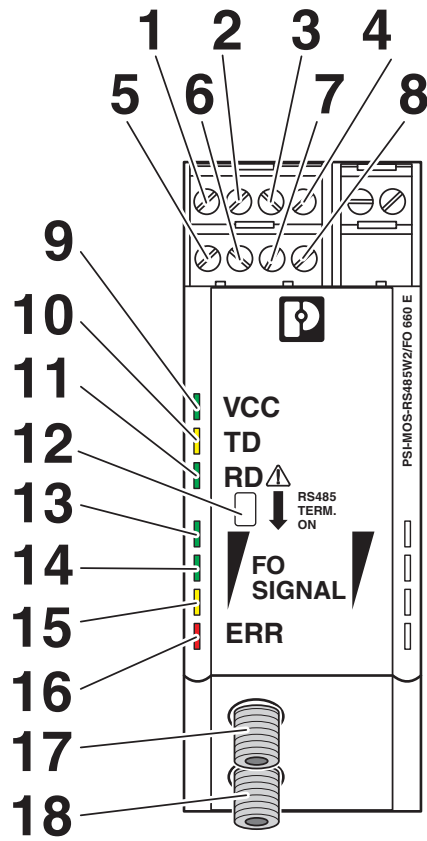 1 2 3 4
5 6 7 8
9
10
11
12
13
14
15
16
17
18
VCC
TD
RD
RS485
TERM.
ON
FO
SIGNAL
ERR
PSI-MOS-RS485W2/FO 660 E